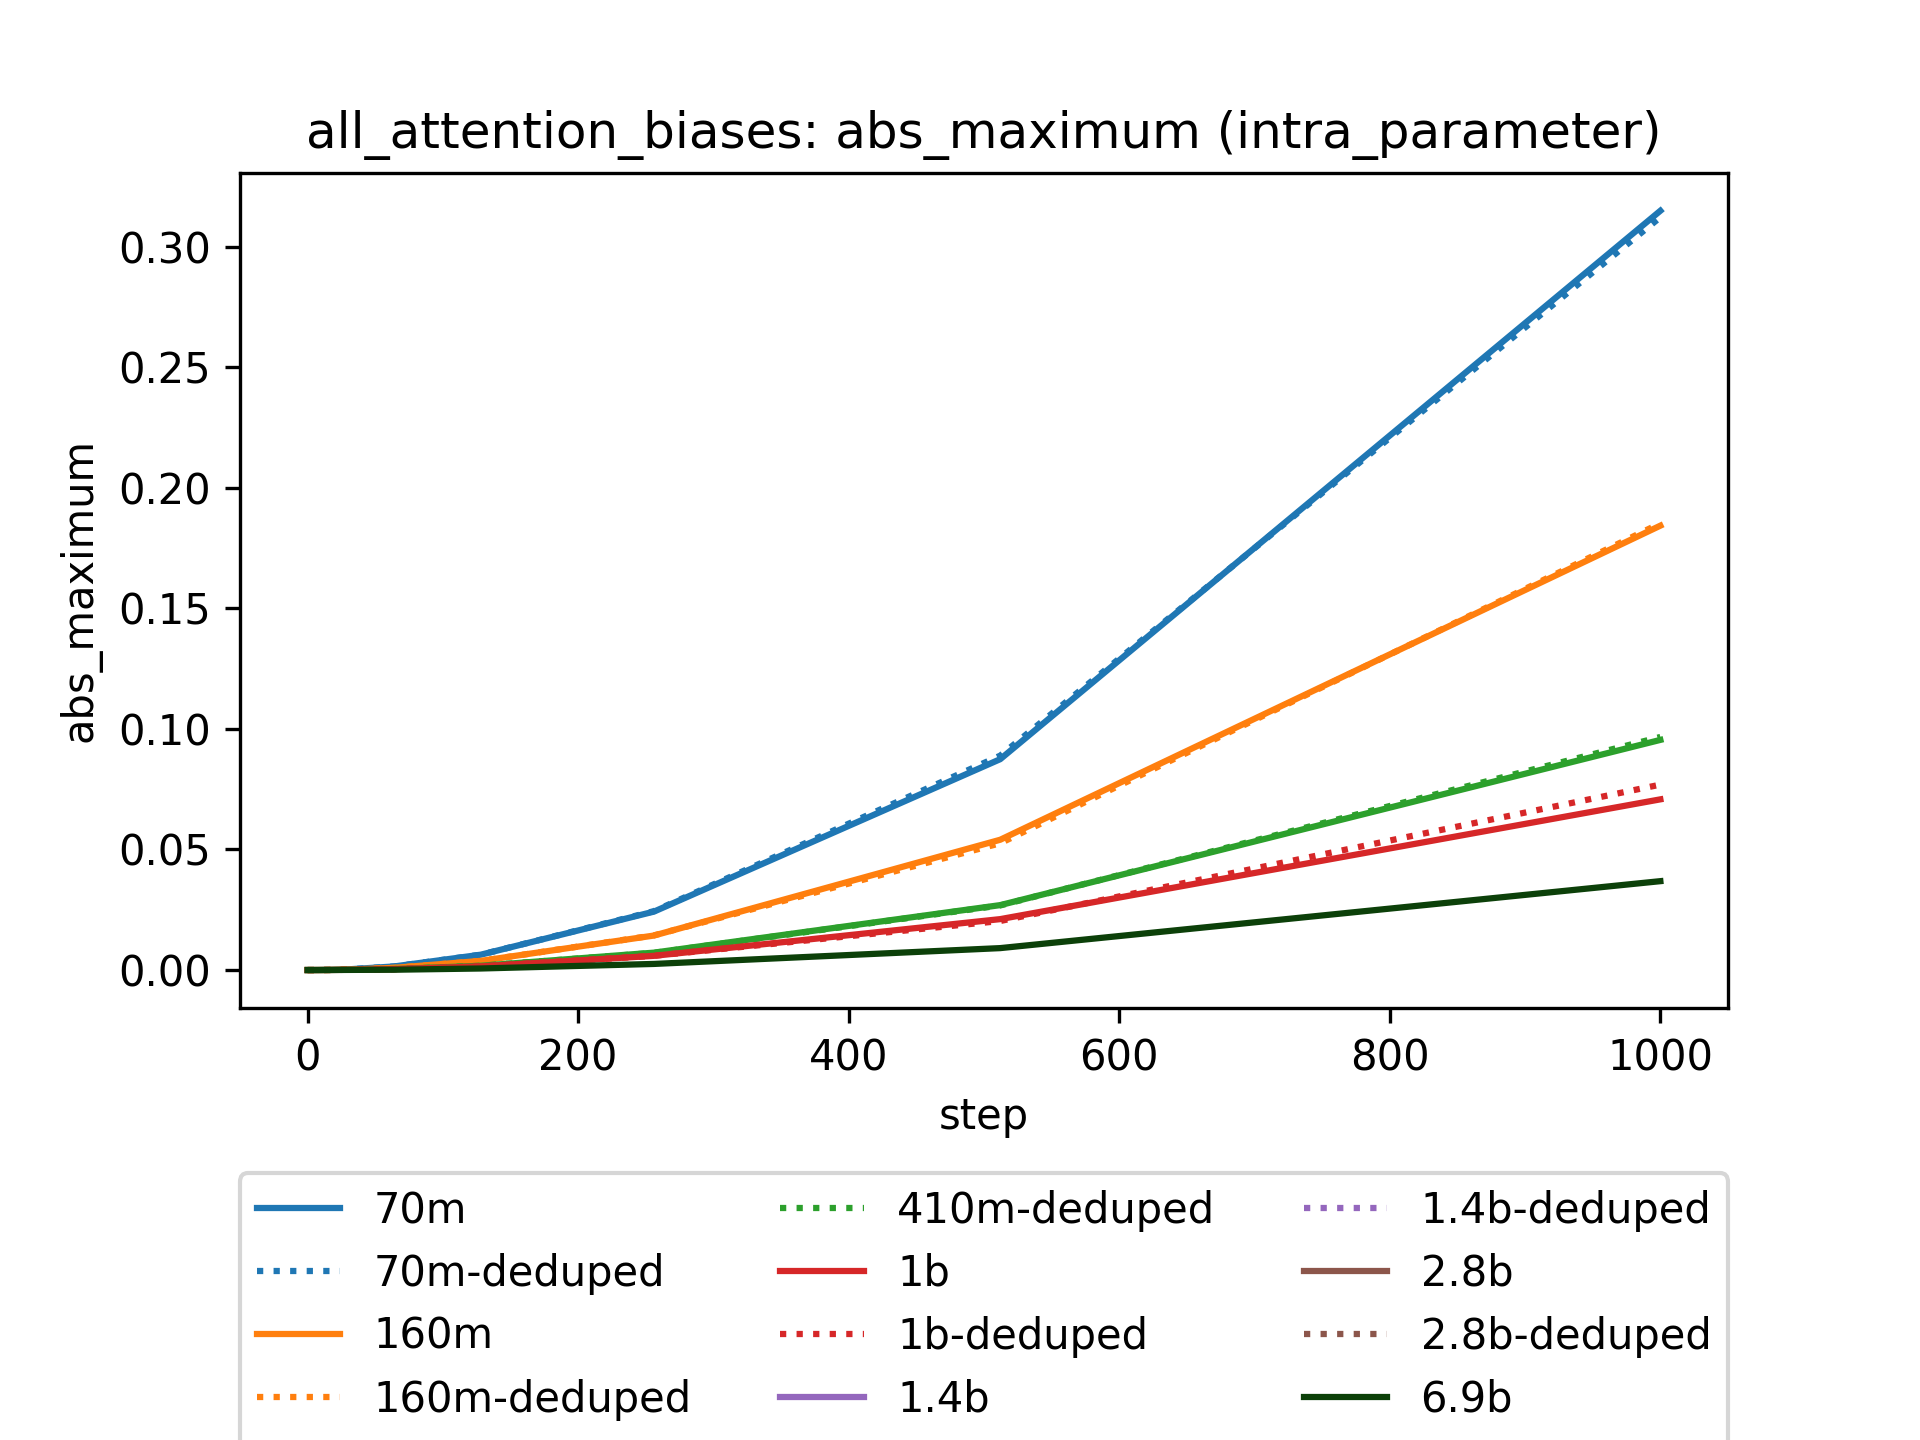 all_attention_biases: abs_maximum (intra_parameter)
0.30
0.25
0.20
0.15
0.10
0.05
0.00
abs_maximum
0 200 400 600 800 1000
step
70m
70m-deduped
160m
160m-deduped
410m-deduped
1b
1b-deduped
1.4b
1.4b-deduped
2.8b
2.8b-deduped
6.9b